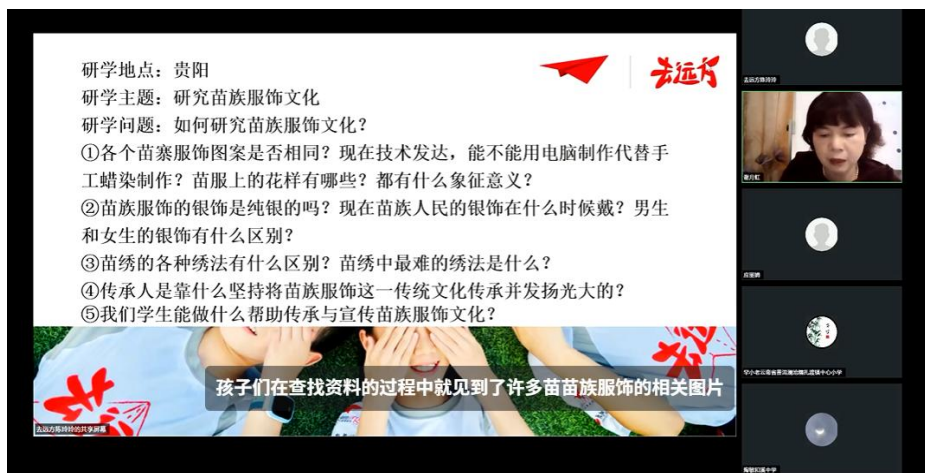 研学地点：贵阳
研学主题：研究苗族服饰文化
研学问题：如何研究苗族服饰文化？
①各个苗寨服饰图案是否相同？现在技术发达，能不能用电脑制作代替手
工蜡染制作？苗服上的花样有哪些？都有什么象征意义？
②苗族服饰的银饰是纯银的吗？现在苗族人民的银饰在什么时候戴？男生
和女生的银饰有什么区别？
③苗绣的各种绣法有什么区别？苗绣中最难的绣法是什么？
④传承人是靠什么坚持将苗族服饰这一传统文化传承并发扬光大的？
⑤我们学生能做什么帮助传承与宣传苗族服饰文化？
去远方
孩子们在查找资料的过程中就见到了许多苗苗族服饰的相关图片
去远方陈玲玲的共享屏幕
去远方陈玲玲
谢月虹